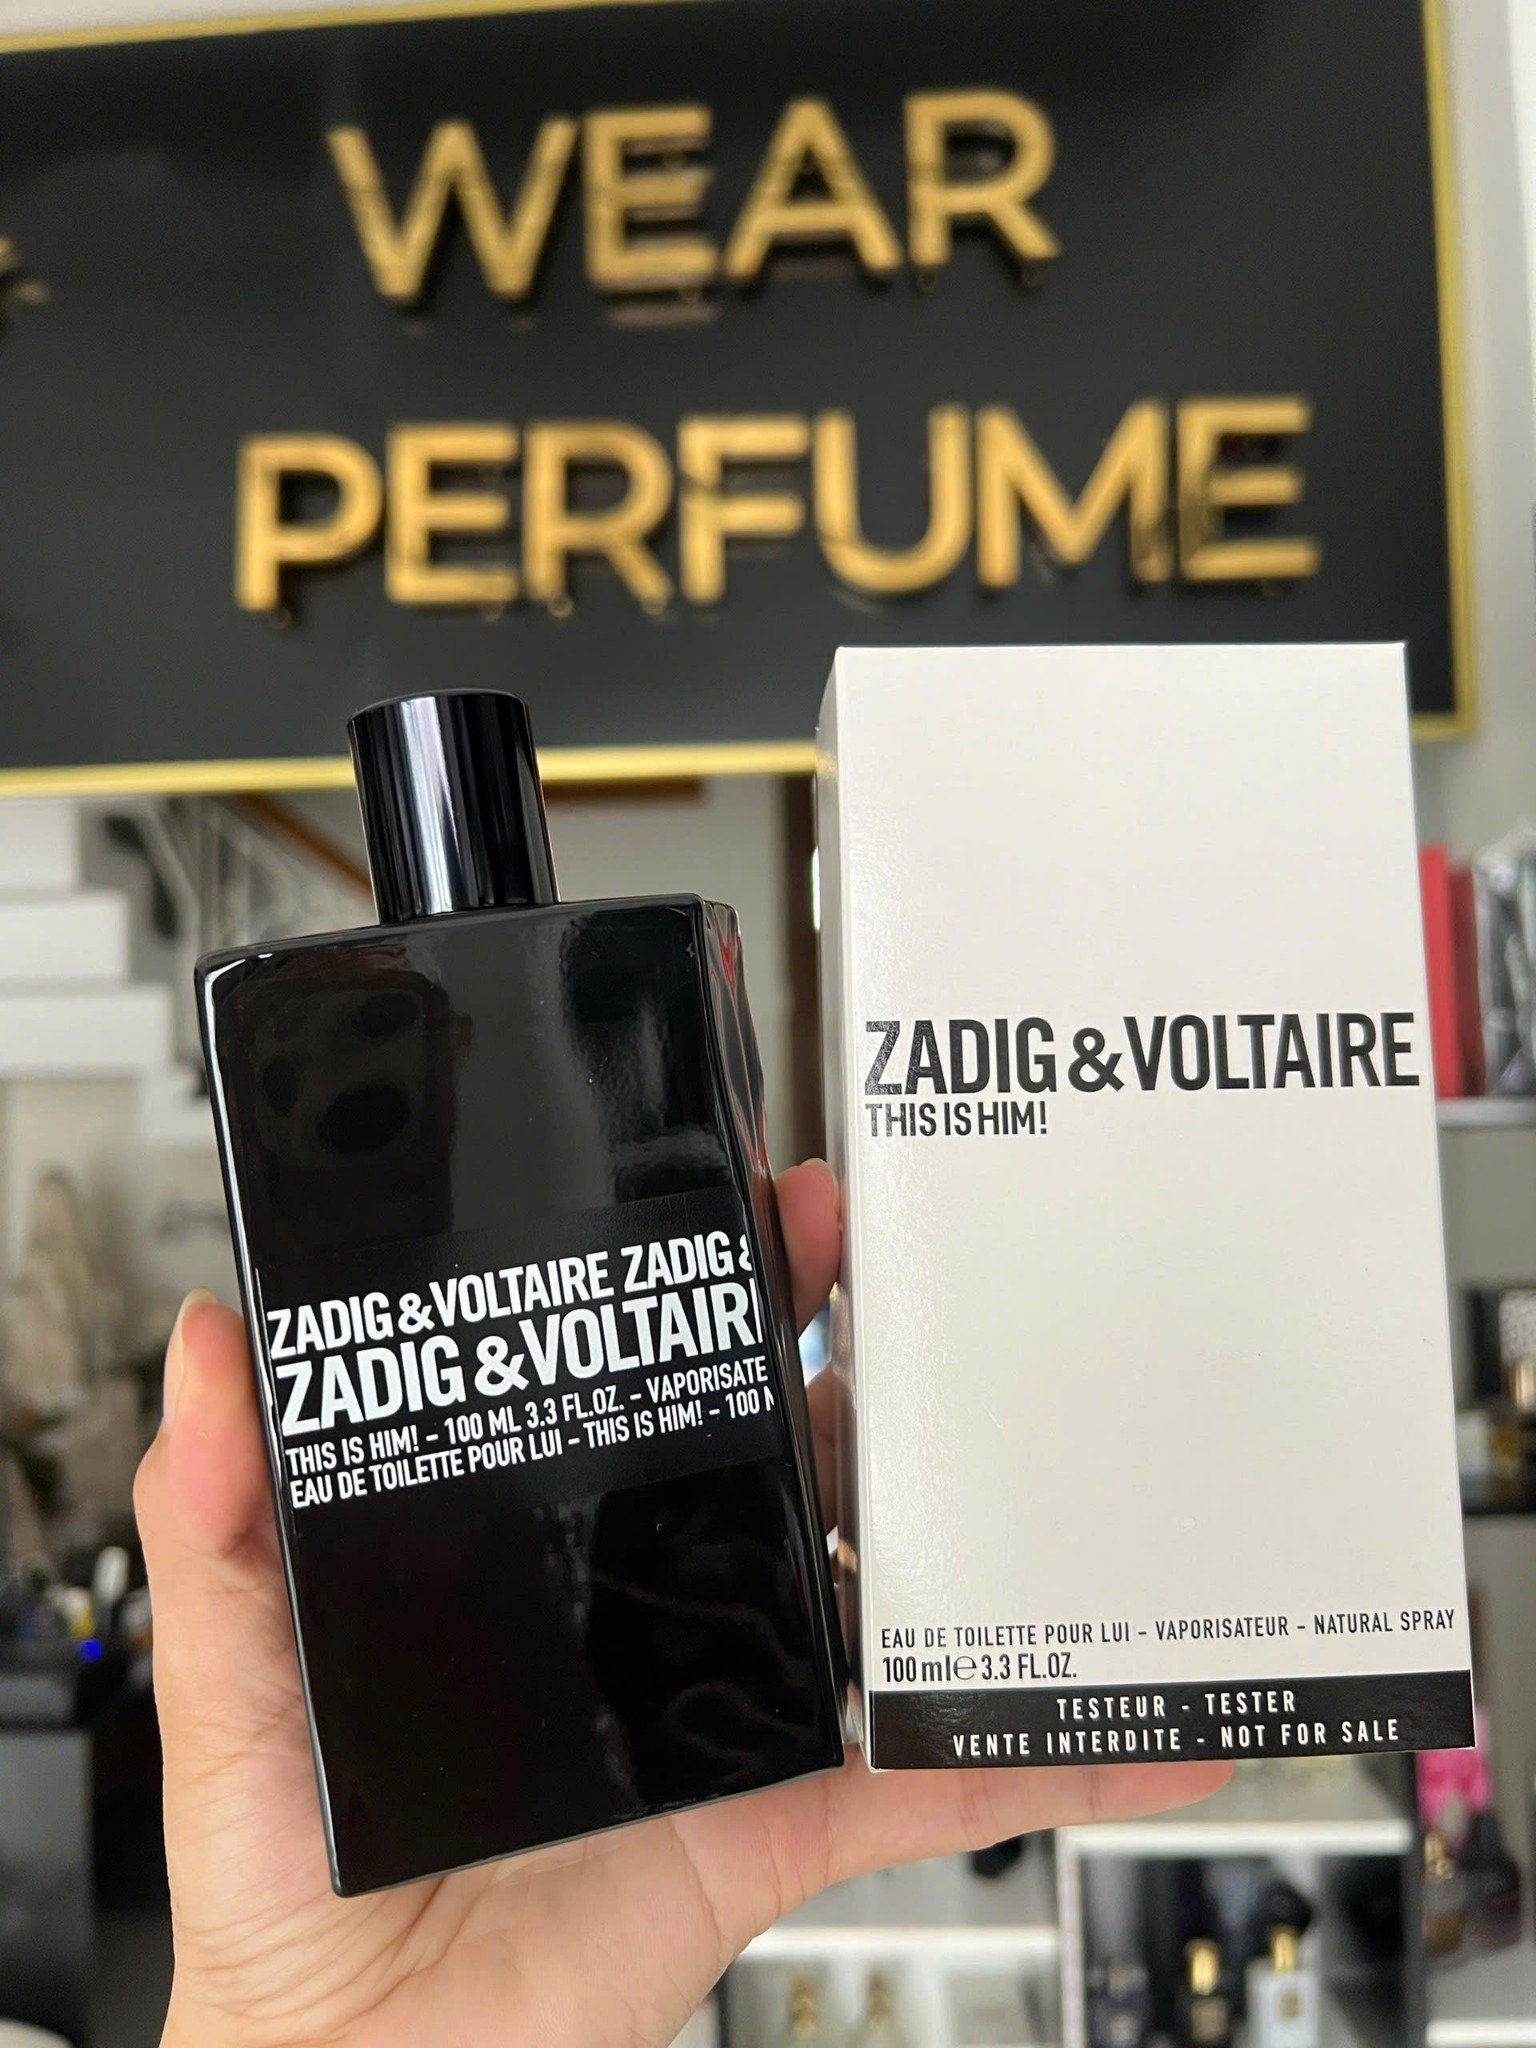 WEAR
PERFUME
ZADIG & VOLTAIRE ZADIG &
ZADIG & VOLTAIR
THIS IS HIM! – 100 ML 3.3 FL.OZ. – VAPORISATE
EAU DE TOILETTE POUR LUI – THIS IS HIM! – 100 M
ZADIG & VOLTAIRE
THIS IS HIM!
EAU DE TOILETTE POUR LUI – VAPORISATEUR – NATURAL SPRAY
100 ml e 3.3 FL.OZ.
TESTEUR - TESTER
VENTE INTERDITE - NOT FOR SALE